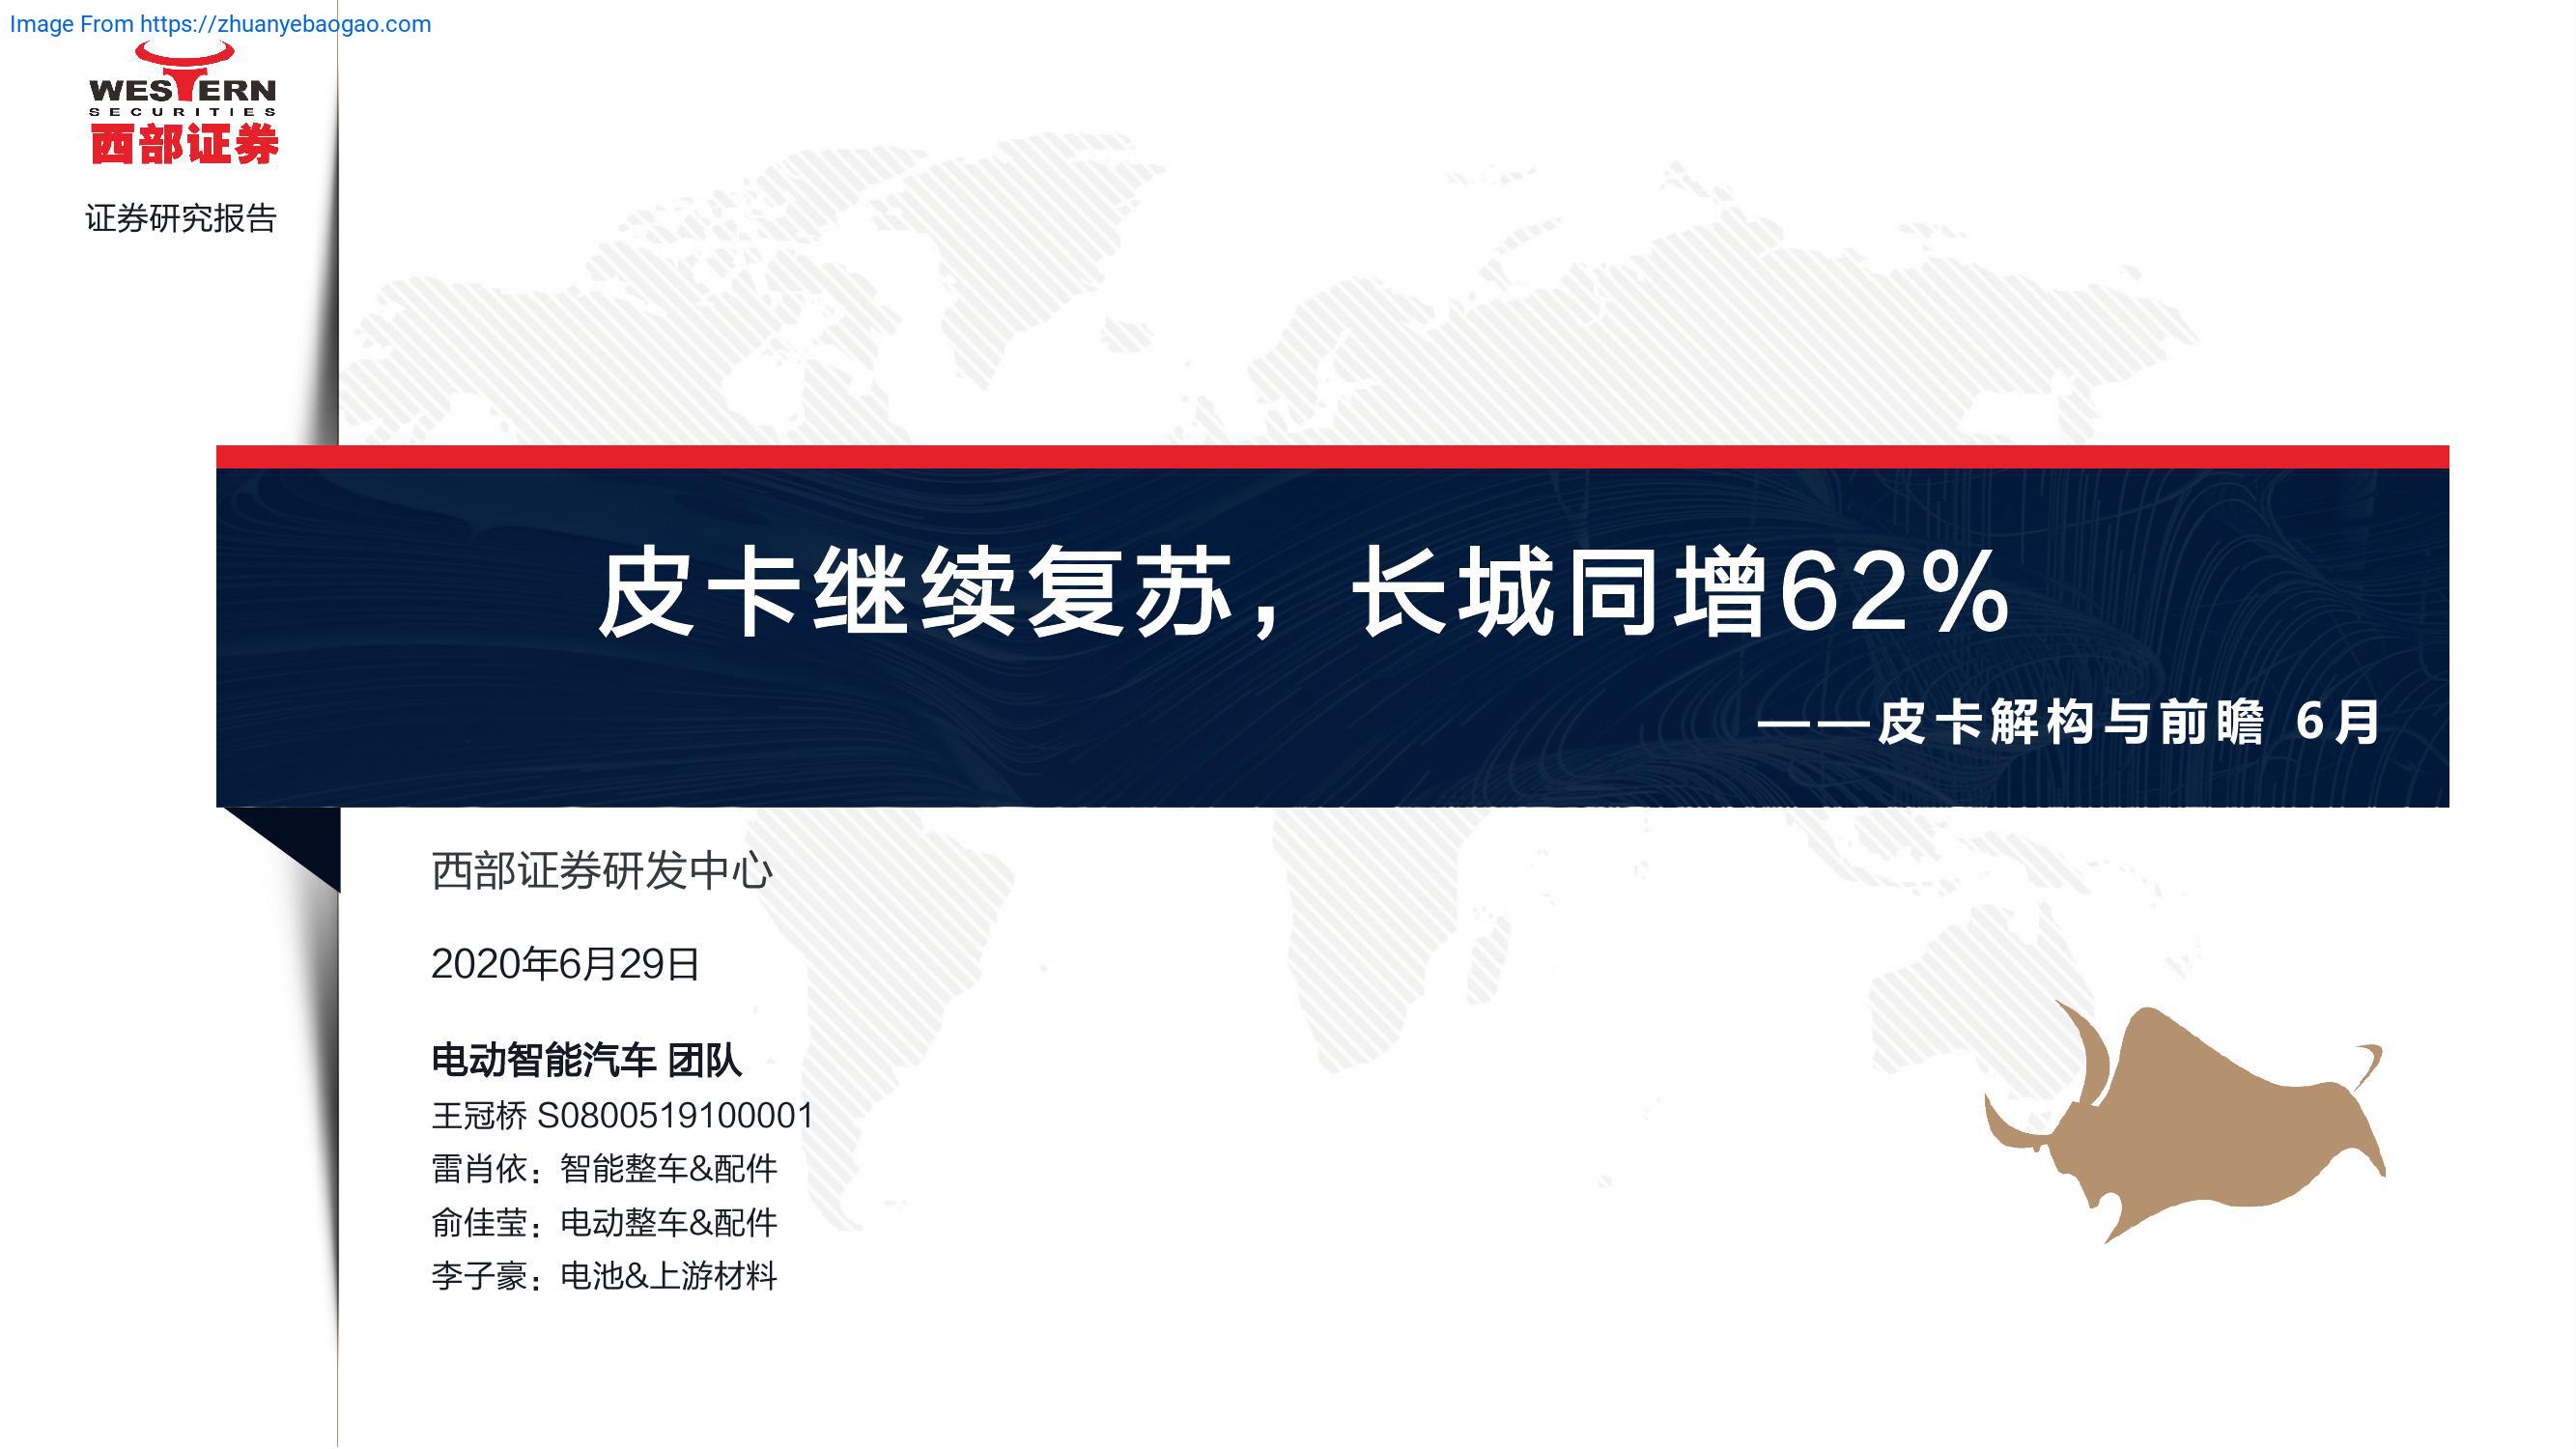 Image From https://zhuanyebaogao.com
WESTERN
SECURITIES
西部证券
证券研究报告
皮卡继续复苏，长城同增62%
——皮卡解构与前瞻 6月
西部证券研发中心
2020年6月29日
电动智能汽车 团队
王冠桥 S0800519100001
雷肖依：智能整车&配件
俞佳莹：电动整车&配件
李子豪：电池&上游材料